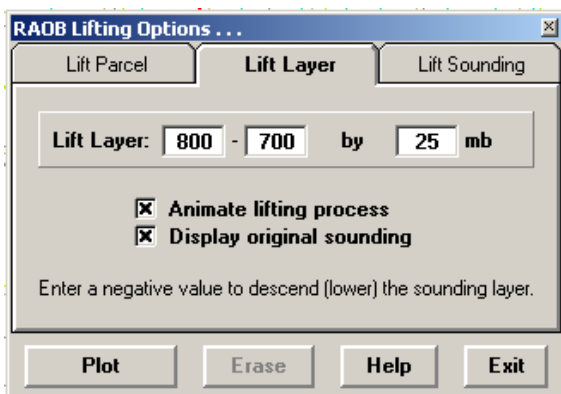 RAOB Lifting Options . . .
Lift Parcel Lift Layer Lift Sounding
Lift Layer: 800 - 700 by 25 mb
Animate lifting process
Display original sounding
Enter a negative value to descend (lower) the sounding layer.
Plot Erase Help Exit